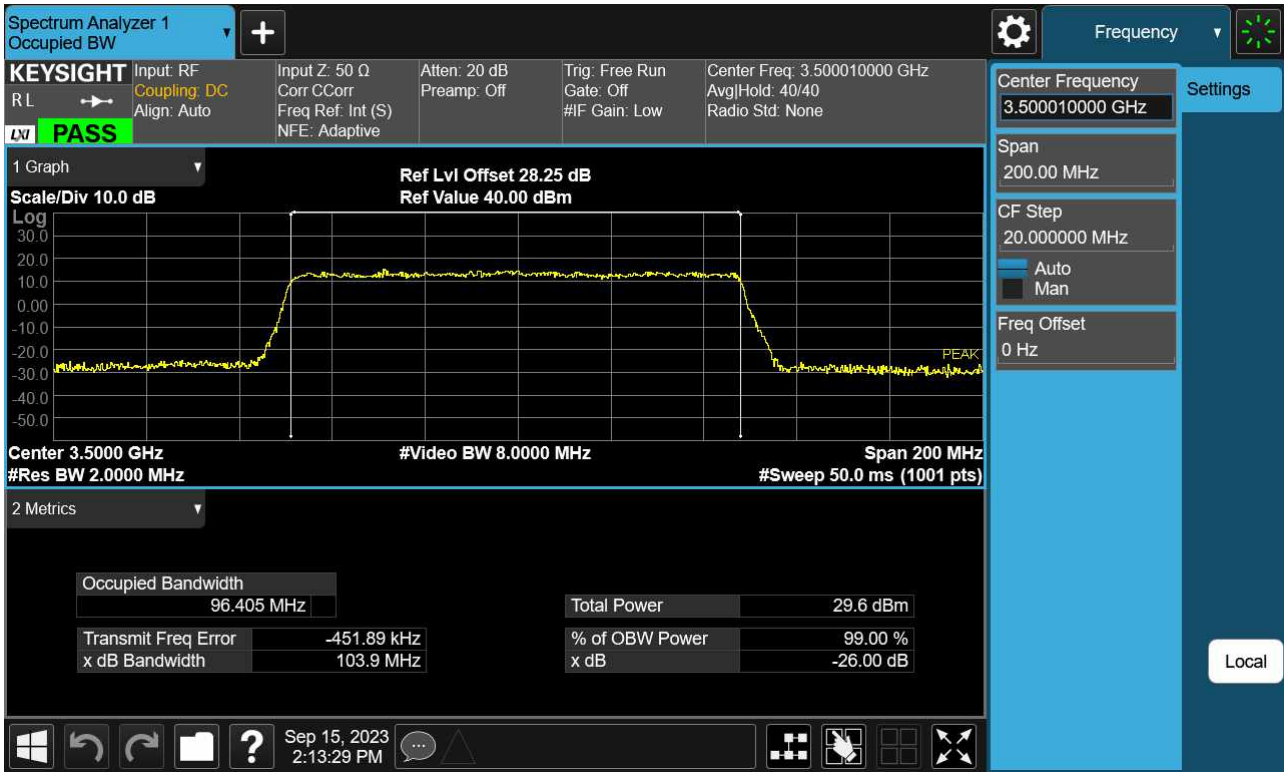 Spectrum Analyzer 1
Occupied BW
+
Frequency
KEYSIGHT
R L
LXI
PASS
Input: RF
Coupling: DC
Align: Auto
Input Z: 50 Ω
Corr CCorr
Freq Ref: Int (S)
NFE: Adaptive
Atten: 20 dB
Preamp: Off
Trig: Free Run
Gate: Off
#IF Gain: Low
Center Freq: 3.500010000 GHz
Avg|Hold: 40/40
Radio Std: None
Center Frequency
3.500010000 GHz
Settings
Span
200.00 MHz
CF Step
20.000000 MHz
Auto
Man
Freq Offset
0 Hz
1 Graph
Ref Lvl Offset 28.25 dB
Scale/Div 10.0 dB
Ref Value 40.00 dBm
Log
30.0
20.0
10.0
0.00
-10.0
-20.0
-30.0
-40.0
-50.0
PEAK
Center 3.5000 GHz
#Video BW 8.0000 MHz
Span 200 MHz
#Res BW 2.0000 MHz
#Sweep 50.0 ms (1001 pts)
2 Metrics
Occupied Bandwidth
96.405 MHz
Total Power 29.6 dBm
Transmit Freq Error -451.89 kHz
% of OBW Power 99.00 %
x dB Bandwidth 103.9 MHz
x dB -26.00 dB
Local
?
Sep 15, 2023
2:13:29 PM